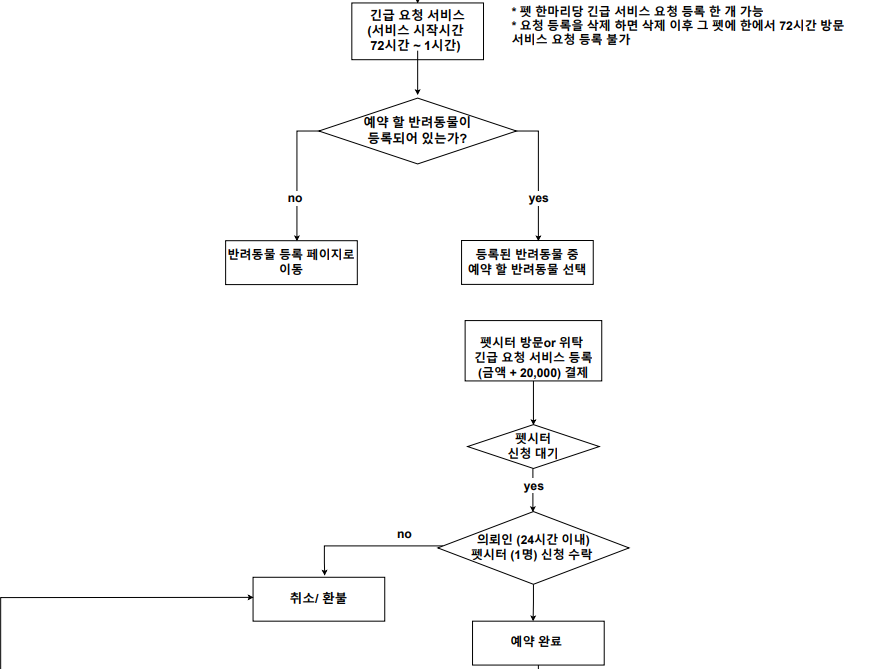 긴급 요청 서비스
(서비스 시작시간
72시간 ~ 1시간)
* 펫 한마리당 긴급 서비스 요청 등록 한 개 가능
* 요청 등록을 삭제 하면 삭제 이후 그 펫에 한에서 72시간 방문
서비스 요청 등록 불가
예약 할 반려동물이
등록되어 있는가?
no
yes
반려동물 등록 페이지로
이동
등록된 반려동물 중
예약 할 반려동물 선택
펫시터 방문or 위탁
긴급 요청 서비스 등록
(금액 + 20,000) 결제
펫시터
신청 대기
yes
no
의뢰인 (24시간 이내)
펫시터 (1명) 신청 수락
취소/ 환불
예약 완료